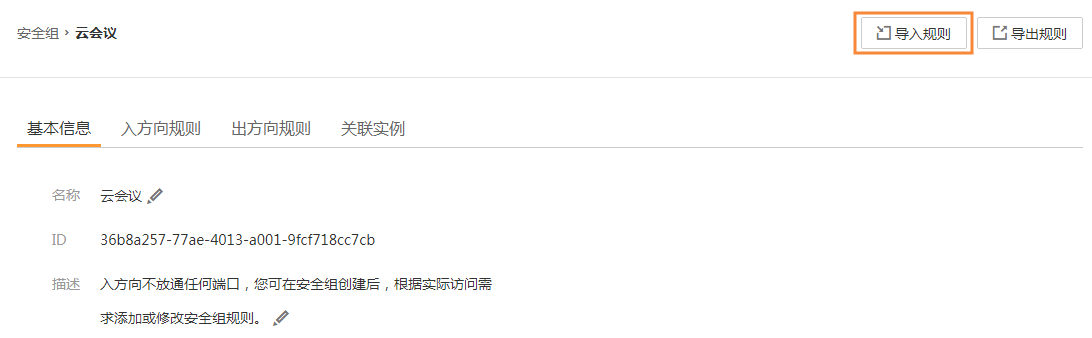 安全组 › 云会议
导入规则 导出规则
基本信息 入方向规则 出方向规则 关联实例
名称 云会议
ID 36b8a257-77ae-4013-a001-9fcf718cc7cb
描述 入方向不放通任何端口，您可在安全组创建后，根据实际访问需
求添加或修改安全组规则。